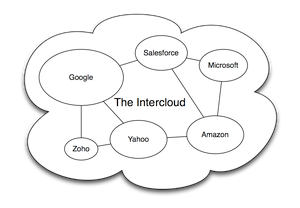 Salesforce
Microsoft
Google
The Intercloud
Zoho
Yahoo
Amazon